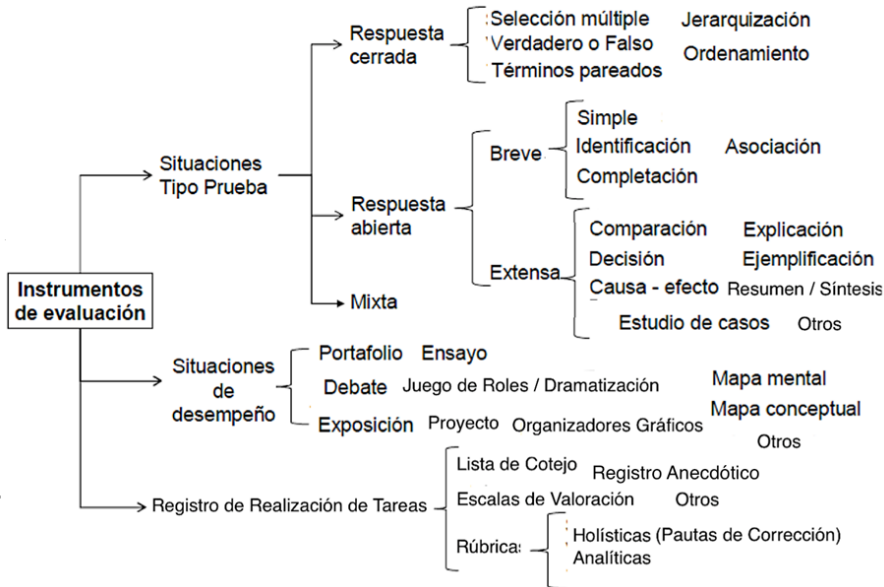 Instrumentos
de evaluación
Situaciones
Tipo Prueba
Respuesta
cerrada
Selección múltiple Jerarquización
Verdadero o Falso
Ordenamiento
Términos pareados
Respuesta
abierta
Breve
Simple
Identificación Asociación
Completación
Extensa
Comparación Explicación
Decisión Ejemplificación
Causa - efecto Resumen / Síntesis
Estudio de casos Otros
Mixta
Situaciones
de
desempeño
Portafolio Ensayo
Debate Juego de Roles / Dramatización Mapa mental
Mapa conceptual
Exposición Proyecto Organizadores Gráficos
Otros
Registro de Realización de Tareas
Lista de Cotejo Registro Anecdótico
Escalas de Valoración Otros
Rúbricas
Holísticas (Pautas de Corrección)
Analíticas